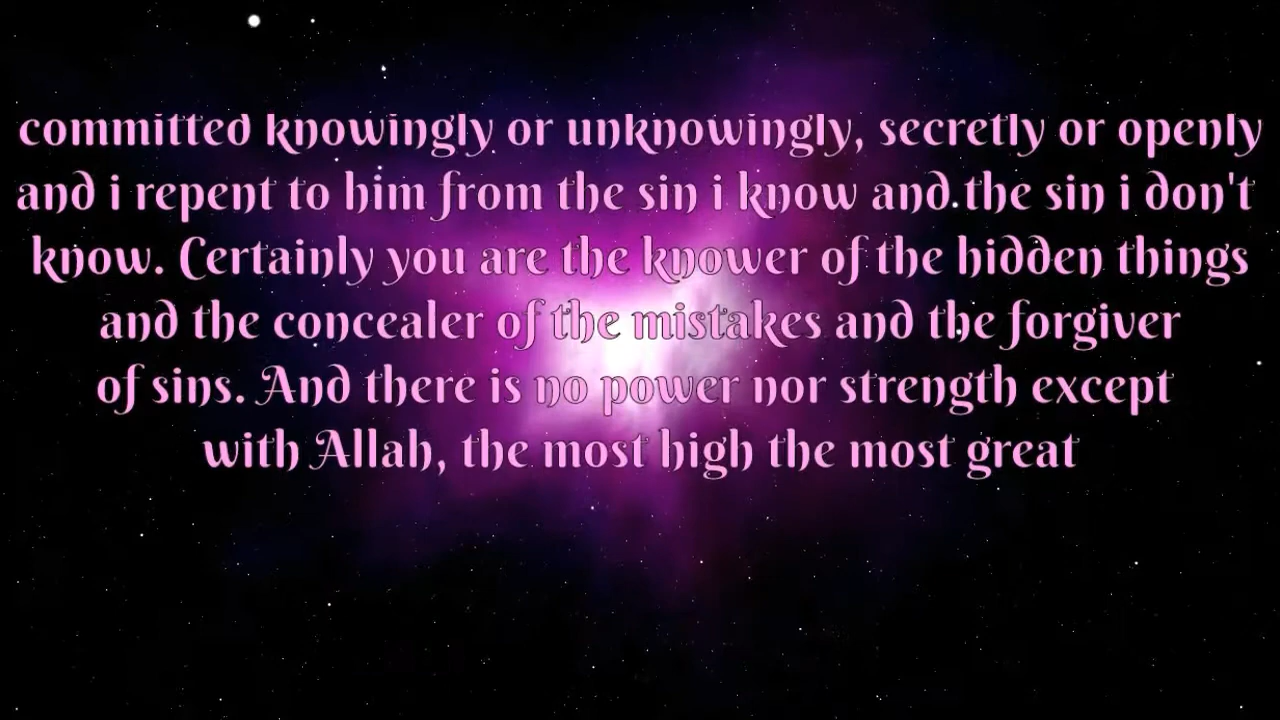 committed knowingly or unknowingly, secretly or openly
and i repent to him from the sin i know and the sin i don't
know. Certainly you are the knower of the hidden things
and the concealer of the mistakes and the forgiver
of sins. And there is no power nor strength except
with Allah, the most high the most great